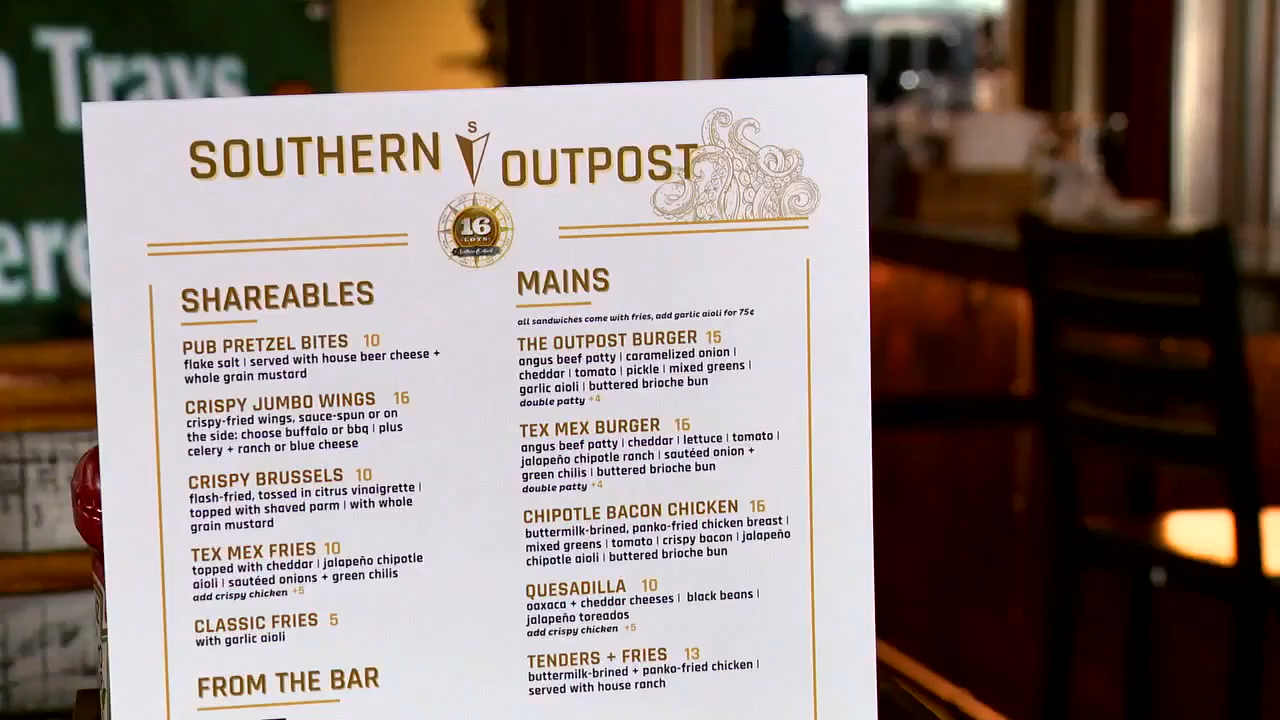 n Trays
ere
SOUTHERN S OUTPOST
16
LOTS
SHAREABLES
PUB PRETZEL BITES 10
flake salt | served with house beer cheese +
whole grain mustard
CRISPY JUMBO WINGS 16
crispy-fried wings, sauce-spun or on
the side: choose buffalo or bbq | plus
celery + ranch or blue cheese
CRISPY BRUSSELS 10
flash-fried, tossed in citrus vinaigrette |
topped with shaved parm | with whole
grain mustard
TEX MEX FRIES 10
topped with cheddar | jalapeño chipotle
aioli | sautéed onions + green chilis
add crispy chicken +5
CLASSIC FRIES 5
with garlic aioli
FROM THE BAR
MAINS
all sandwiches come with fries, add garlic aioli for 75¢
THE OUTPOST BURGER 15
angus beef patty | caramelized onion |
cheddar | tomato | pickle | mixed greens |
garlic aioli | buttered brioche bun
double patty +4
TEX MEX BURGER 16
angus beef patty | cheddar | lettuce | tomato |
jalapeño chipotle ranch | sautéed onion +
green chilis | buttered brioche bun
double patty +4
CHIPOTLE BACON CHICKEN 16
buttermilk-brined, panko-fried chicken breast |
mixed greens | tomato | crispy bacon | jalapeño
chipotle aioli | buttered brioche bun
QUESADILLA 10
oaxaca + cheddar cheeses | black beans |
jalapeño toreados
add crispy chicken +5
TENDERS + FRIES 13
buttermilk-brined + panko-fried chicken |
served with house ranch